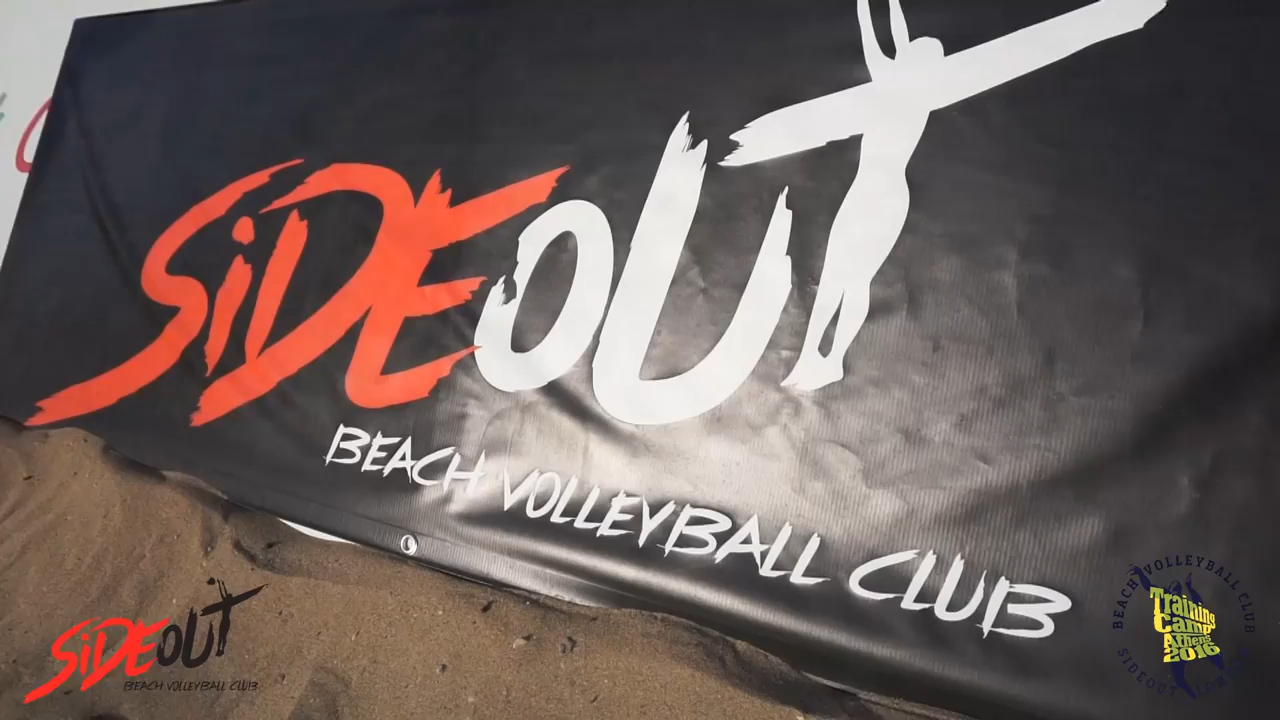 SiDEOUT
BEACH VOLLEYBALL CLUB
SiDEOUT
BEACH VOLLEYBALL CLUB
BEACH VOLLEYBALL CLUB
Training
Camp
Athens
2016
SIDEOUT